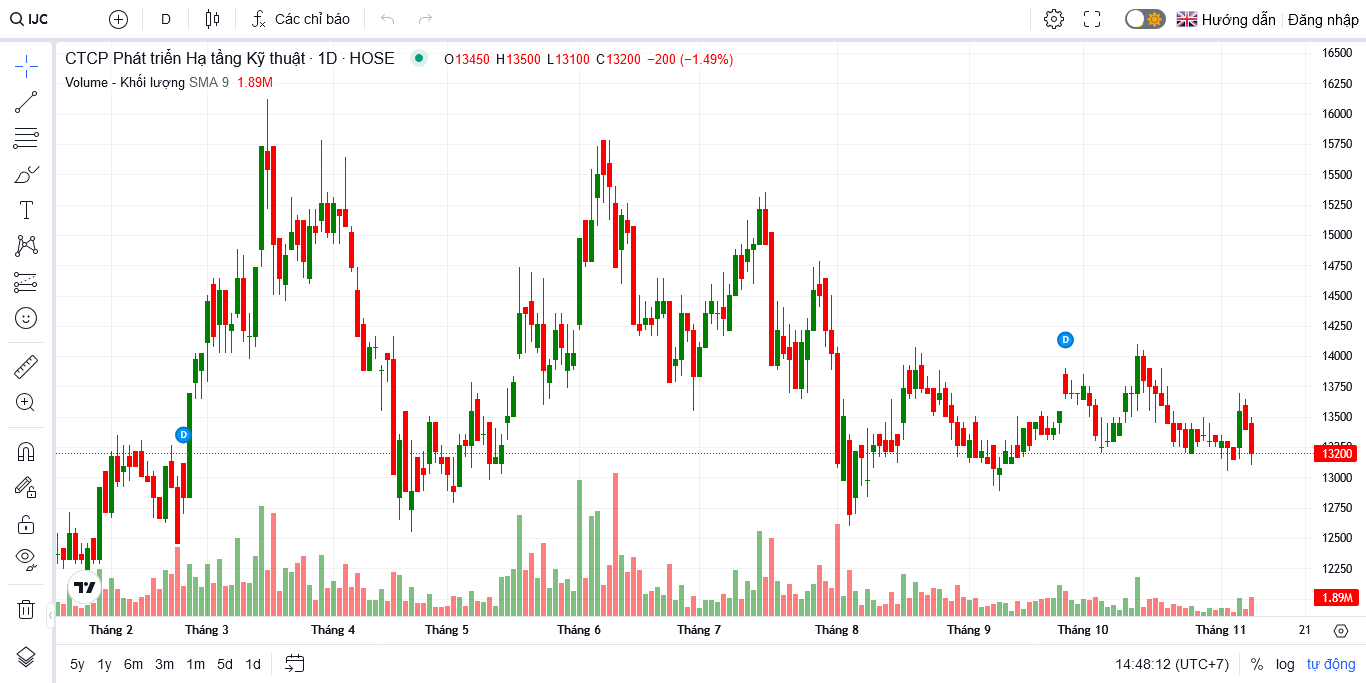 IJC D Các chỉ báo Hướng dẫn Đăng nhập
CTCP Phát triển Hạ tầng Kỹ thuật · 1D · HOSE O13450 H13500 L13100 C13200 −200 (−1.49%)
Volume - Khối lượng SMA 9 1.89M
16500
16250
16000
15750
15500
15250
15000
14750
14500
14250
14000
13750
13500
13250
13200
13000
12750
12500
12250
1.89M
D
D
Tháng 2 Tháng 3 Tháng 4 Tháng 5 Tháng 6 Tháng 7 Tháng 8 Tháng 9 Tháng 10 Tháng 11 21
5y 1y 6m 3m 1m 5d 1d 14:48:12 (UTC+7) % log tự động